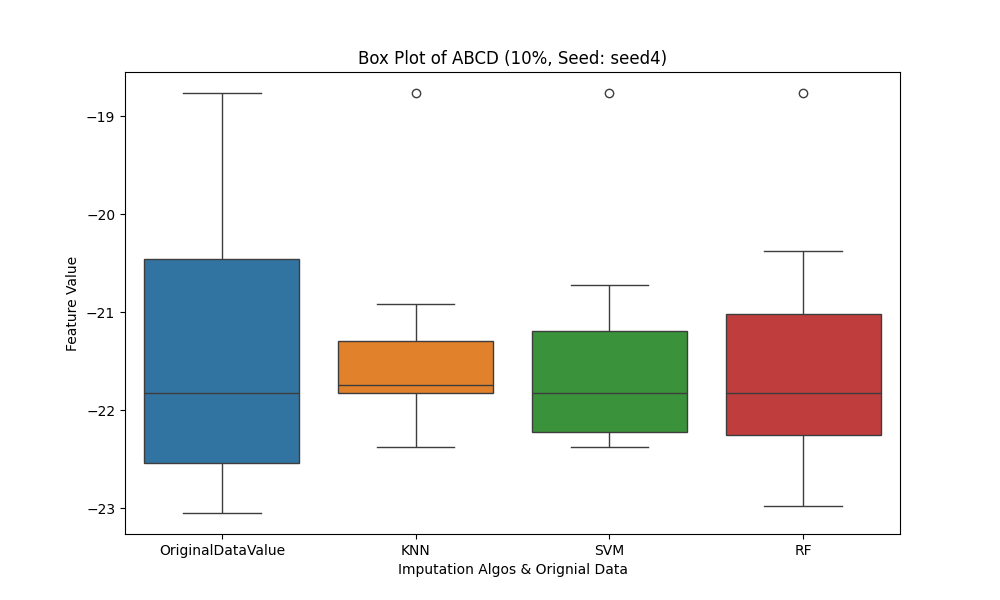 Box Plot of ABCD (10%, Seed: seed4)
Feature Value
−19
−20
−21
−22
−23
OriginalDataValue
KNN
SVM
RF
Imputation Algos & Orignial Data